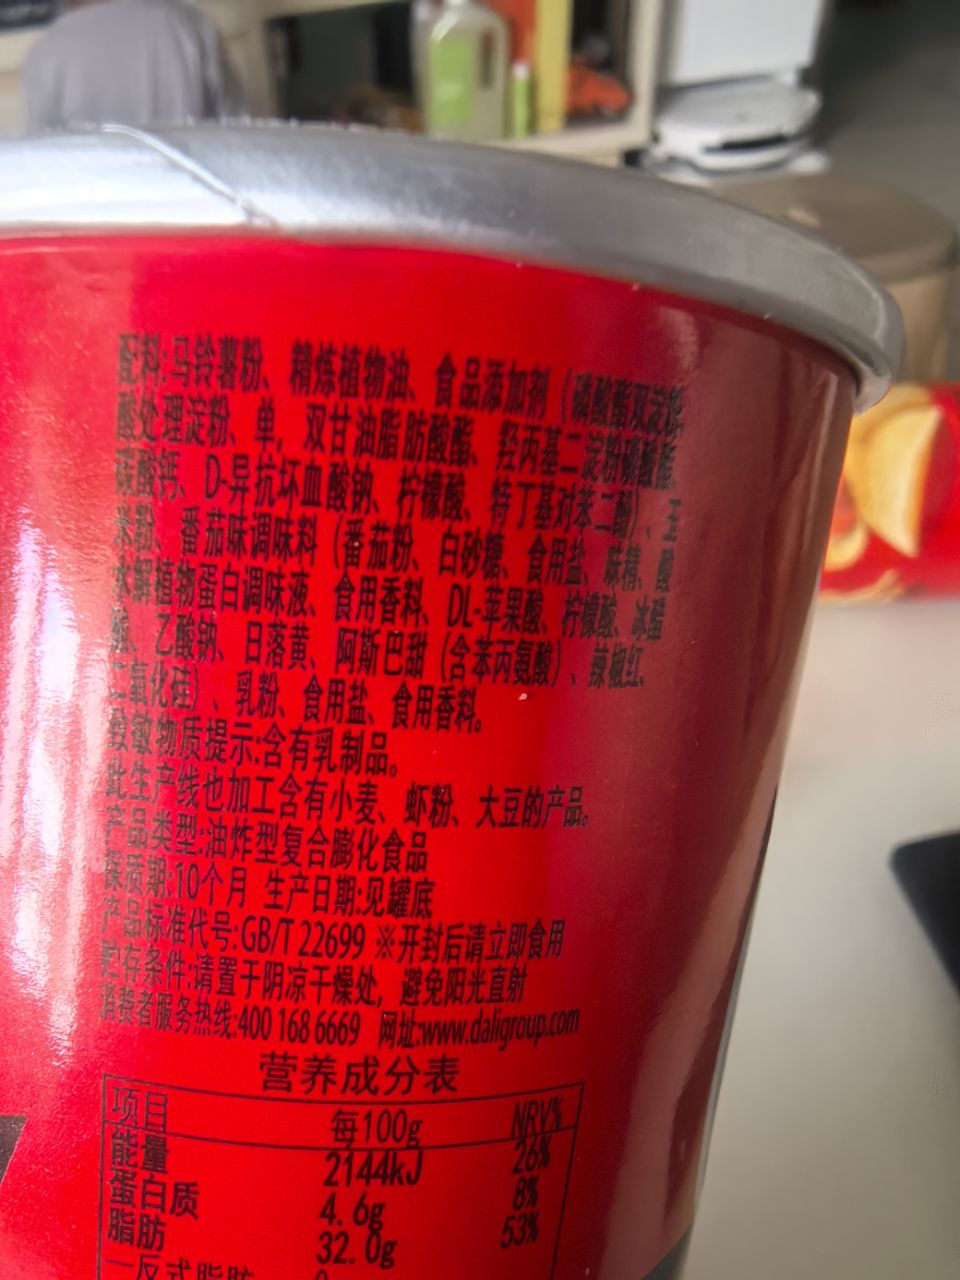 配料:马铃薯粉、精炼植物油、食品添加剂（磷酸酯双淀粉、
酸处理淀粉、单，双甘油脂肪酸酯、羟丙基二淀粉磷酸酯、
碳酸钙、D-异抗坏血酸钠、柠檬酸、特丁基对苯二酚）、玉
米粉、番茄味调味料（番茄粉、白砂糖、食用盐、味精、酸
水解植物蛋白调味液、食用香料、DL-苹果酸、柠檬酸、冰醋
酸、乙酸钠、日落黄、阿斯巴甜（含苯丙氨酸）、辣椒红、
二氧化硅）、乳粉、食用盐、食用香料。
致敏物质提示:含有乳制品。
此生产线也加工含有小麦、虾粉、大豆的产品。
产品类型:油炸型复合膨化食品
保质期:10个月 生产日期:见罐底
产品标准代号:GB/T 22699 ※开封后请立即食用
贮存条件:请置于阴凉干燥处，避免阳光直射
消费者服务热线:400 168 6669 网址:www.daligroup.com
营养成分表
项目 每100g NRV%
能量 2144kJ 26%
蛋白质 4.6g 8%
脂肪 32.0g 53%
—反式脂肪